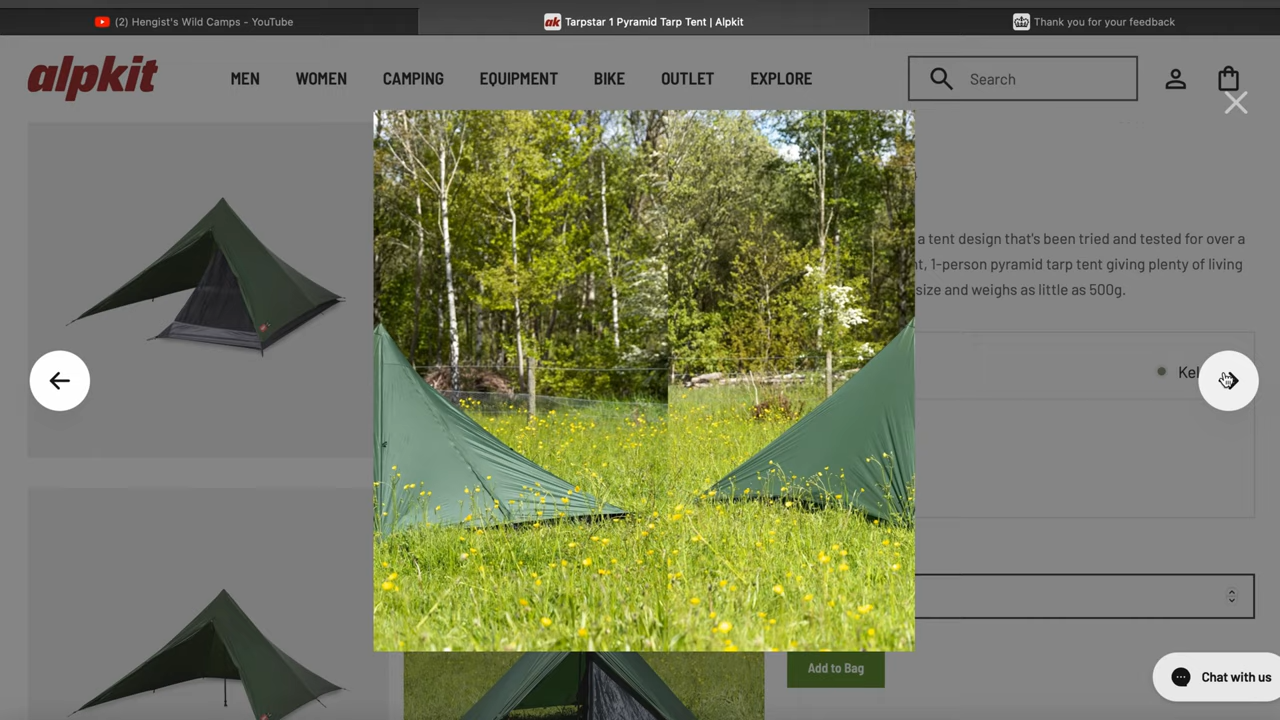 (2) Hengist's Wild Camps - YouTube
ak Tarpstar 1 Pyramid Tarp Tent | Alpkit
Thank you for your feedback
alpkit
MEN WOMEN CAMPING EQUIPMENT BIKE OUTLET EXPLORE
Search
a tent design that's been tried and tested for over a
1-person pyramid tarp tent giving plenty of living
size and weighs as little as 500g.
Add to Bag
Chat with us